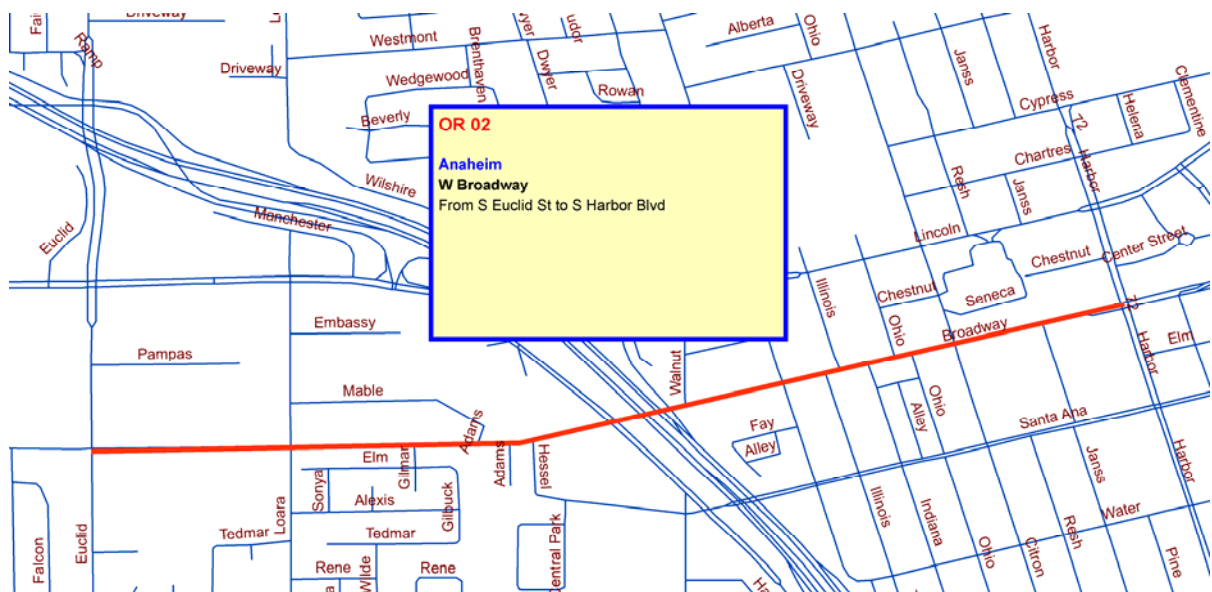 Driveway
Ramp
Westmont
Brenthaven
Dwyer
Alberta
Ohio
Harbor
Janss
Driveway
Wedgewood
Rowan
Driveway
Cypress
Clementine
Helena
Beverly
72
Harbor
Chartres
OR 02
Anaheim
W Broadway
From S Euclid St to S Harbor Blvd
Wilshire
Resh
Janss
Manchester
Euclid
Lincoln
Center Street
Chestnut
Illinois
Chestnut
Seneca
72
Embassy
Ohio
Broadway
Harbor
Elm
Pampas
Walnut
Mable
Adams
Ohio
Santa Ana
Fay
Alley
Alley
Elm
Gilmar
Adams
Hessel
Harbor
Janss
Sonya
Alexis
Gilbuck
Loara
Illinois
Indiana
Water
Tedmar
Tedmar
Euclid
Falcon
Ohio
Citron
Resh
Pine
Rene
Wilde
Rene